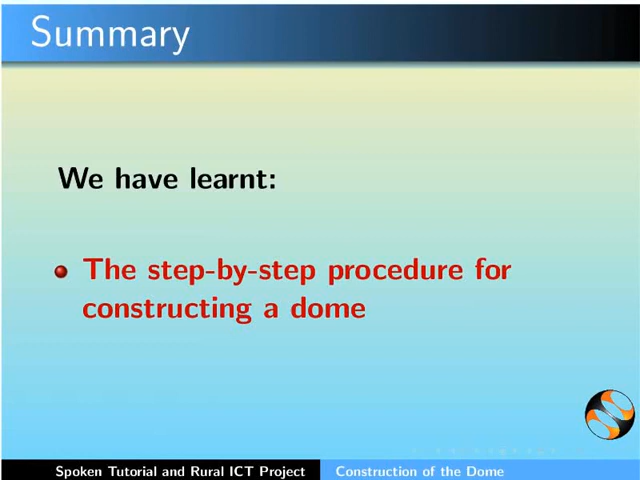 Summary
We have learnt:
The step-by-step procedure for
constructing a dome
Spoken Tutorial and Rural ICT Project
Construction of the Dome